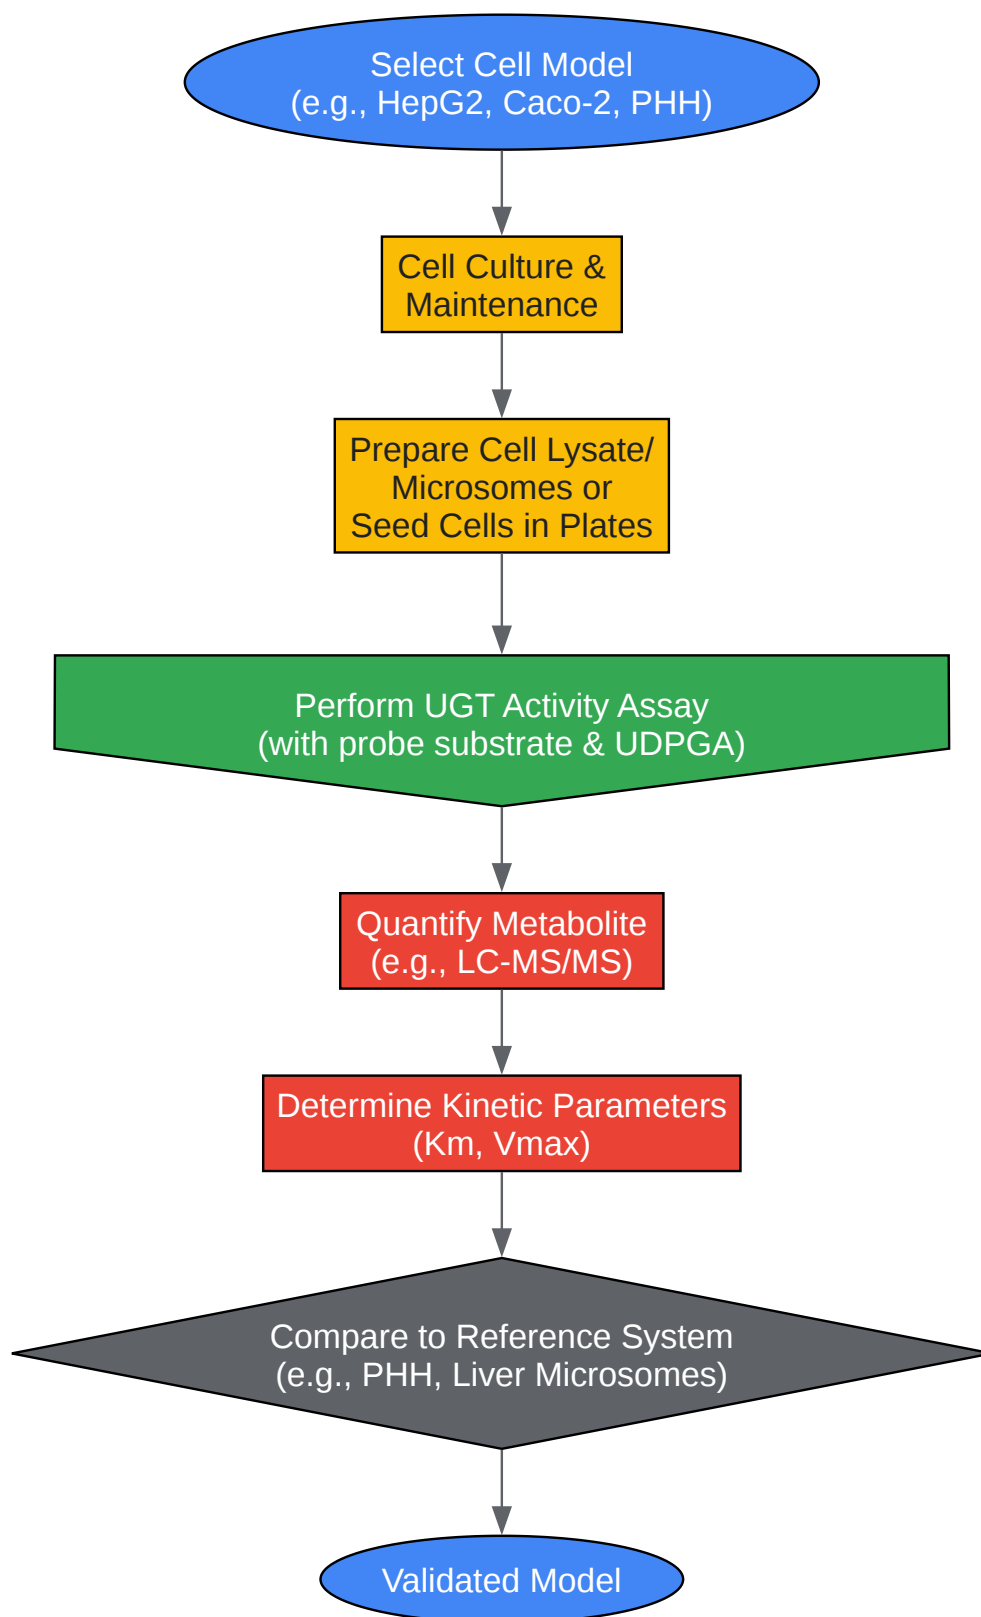 Select Cell Model
(e.g., HepG2, Caco-2, PHH)
Cell Culture &
Maintenance
Prepare Cell Lysate/
Microsomes or
Seed Cells in Plates
Perform UGT Activity Assay
(with probe substrate & UDPGA)
Quantify Metabolite
(e.g., LC-MS/MS)
Determine Kinetic Parameters
(Km, Vmax)
Compare to Reference System
(e.g., PHH, Liver Microsomes)
Validated Model